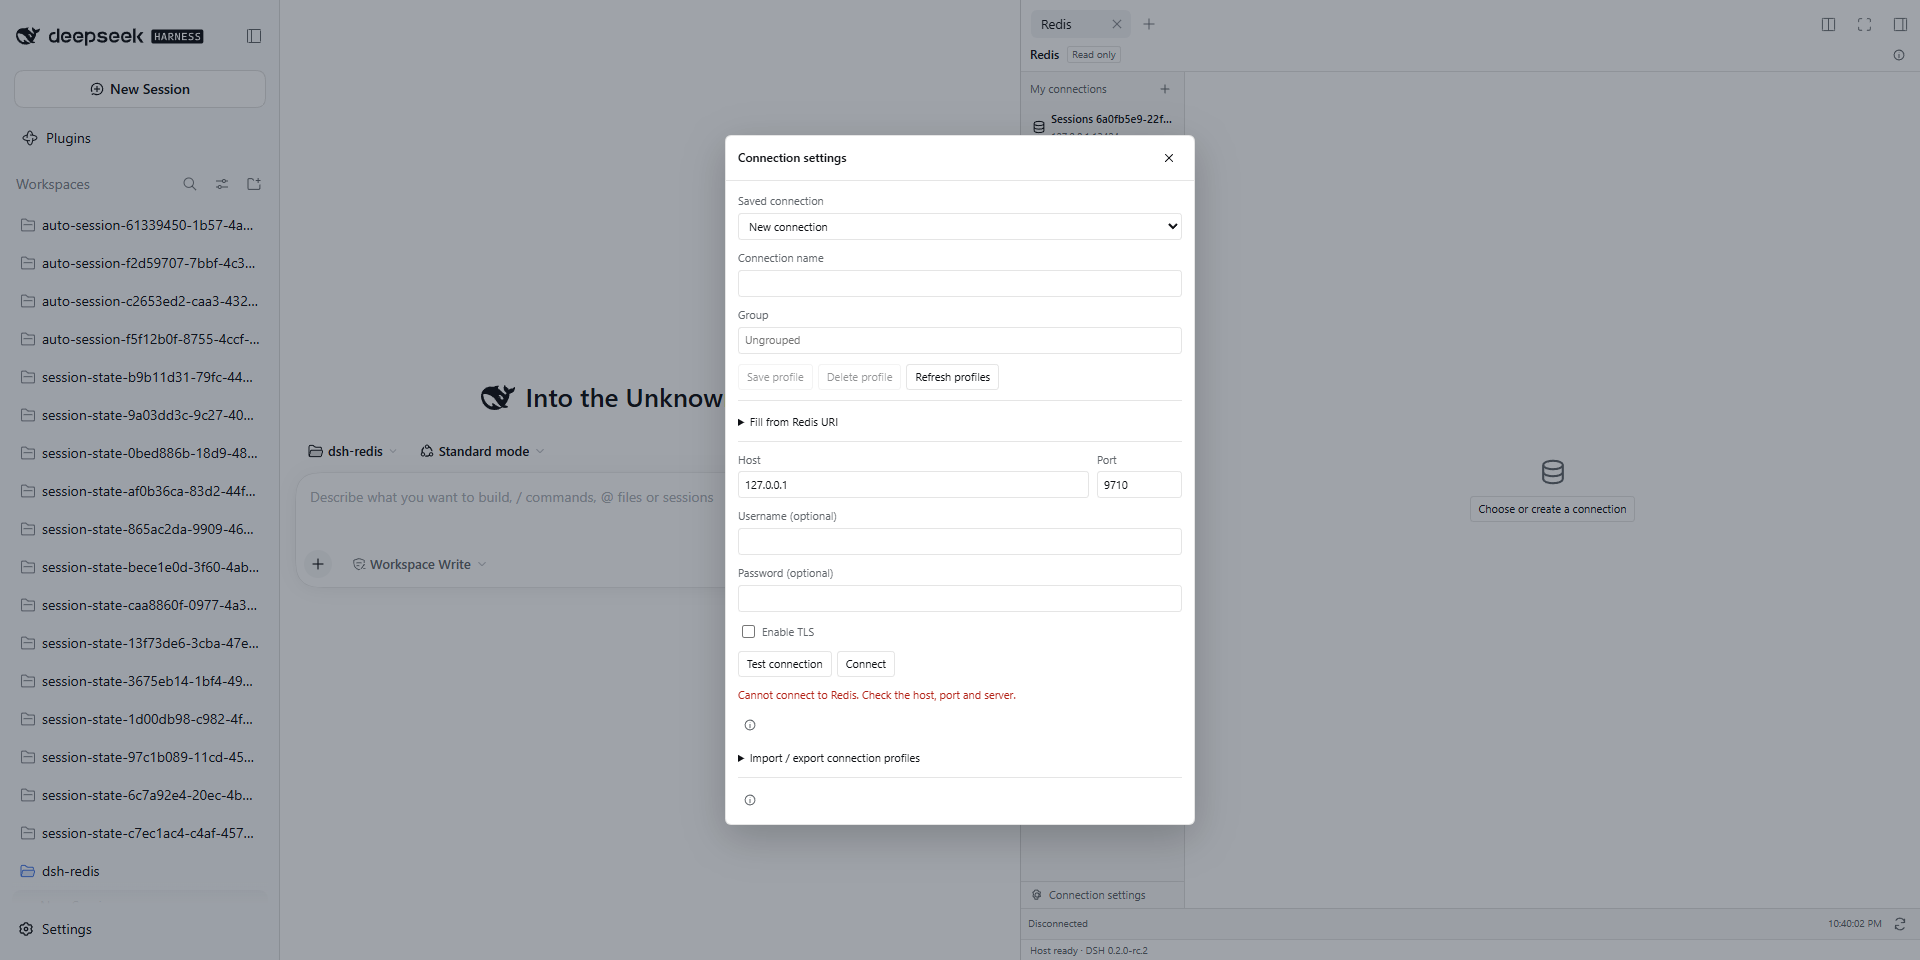 deepseek HARNESS
New Session
Plugins
Workspaces
auto-session-61339450-1b57-4a...
auto-session-f2d59707-7bbf-4c3...
auto-session-c2653ed2-caa3-432...
auto-session-f5f12b0f-8755-4ccf-...
session-state-b9b11d31-79fc-44...
session-state-9a03dd3c-9c27-40...
session-state-0bed886b-18d9-48...
session-state-af0b36ca-83d2-44f...
session-state-865ac2da-9909-46...
session-state-bece1e0d-3f60-4ab...
session-state-caa8860f-0977-4a3...
session-state-13f73de6-3cba-47e...
session-state-3675eb14-1bf4-49...
session-state-1d00db98-c982-4f...
session-state-97c1b089-11cd-45...
session-state-6c7a92e4-20ec-4b...
session-state-c7ec1ac4-c4af-457...
dsh-redis
Settings
Into the Unknow
dsh-redis
Standard mode
Describe what you want to build, / commands, @ files or sessions
Workspace Write
Connection settings
Saved connection
New connection
Connection name
Group
Ungrouped
Save profile
Delete profile
Refresh profiles
Fill from Redis URI
Host
Port
127.0.0.1
9710
Username (optional)
Password (optional)
Enable TLS
Test connection
Connect
Cannot connect to Redis. Check the host, port and server.
Import / export connection profiles
Redis
Redis
Read only
My connections
Sessions 6a0fb5e9-22f...
Choose or create a connection
Connection settings
Disconnected
10:40:02 PM
Host ready · DSH 0.2.0-rc.2